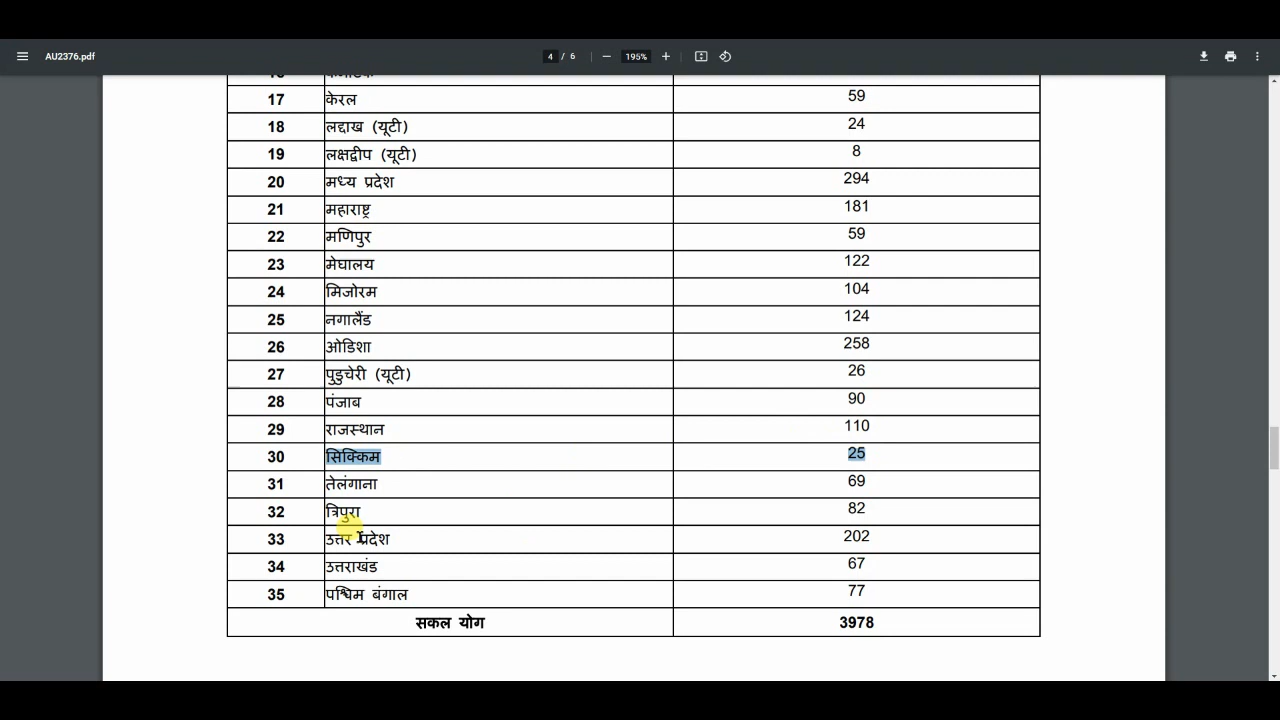 AU2376.pdf 4 / 6 195%
17 केरल 59
18 लद्दाख (यूटी) 24
19 लक्षद्वीप (यूटी) 8
20 मध्य प्रदेश 294
21 महाराष्ट्र 181
22 मणिपुर 59
23 मेघालय 122
24 मिजोरम 104
25 नगालैंड 124
26 ओडिशा 258
27 पुडुचेरी (यूटी) 26
28 पंजाब 90
29 राजस्थान 110
30 सिक्किम 25
31 तेलंगाना 69
32 त्रिपुरा 82
33 उत्तर प्रदेश 202
34 उत्तराखंड 67
35 पश्चिम बंगाल 77
सकल योग 3978